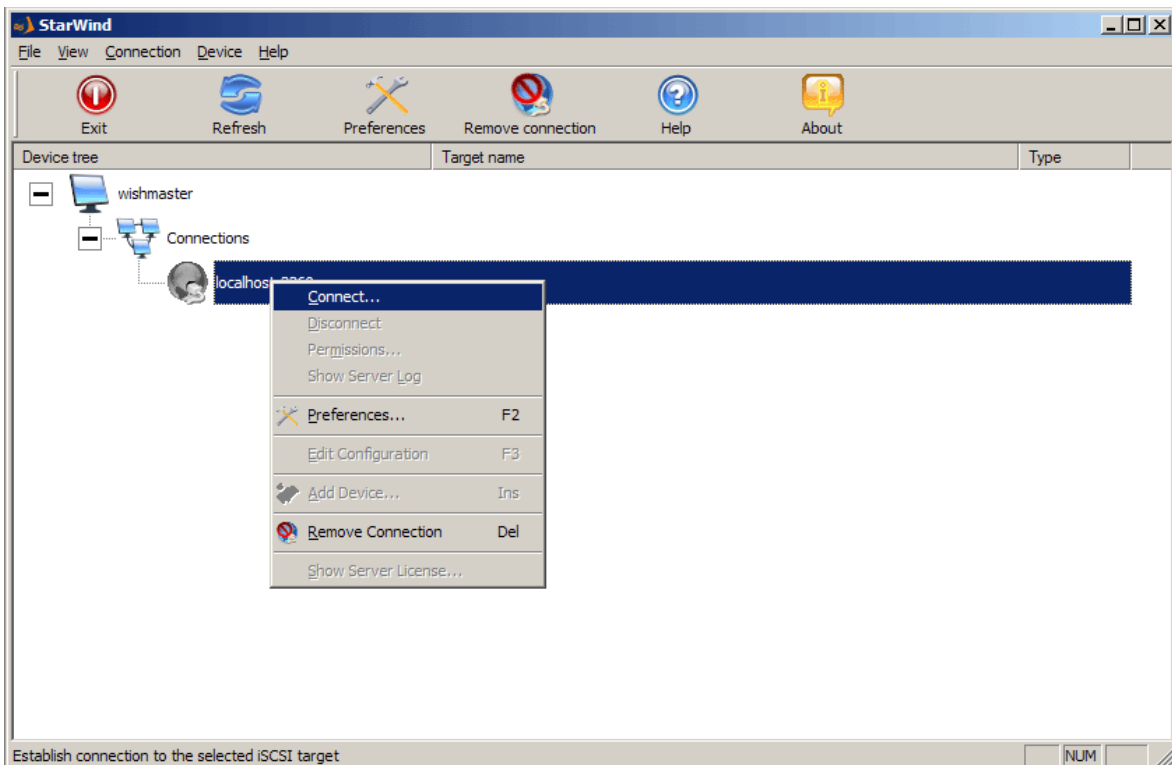 StarWind
File View Connection Device Help
Exit Refresh Preferences Remove connection Help About
Device tree Target name Type
wishmaster
Connections
Connect...
Disconnect
Permissions...
Show Server Log
Preferences... F2
Edit Configuration F3
Add Device... Ins
Remove Connection Del
Show Server License...
Establish connection to the selected iSCSI target NUM